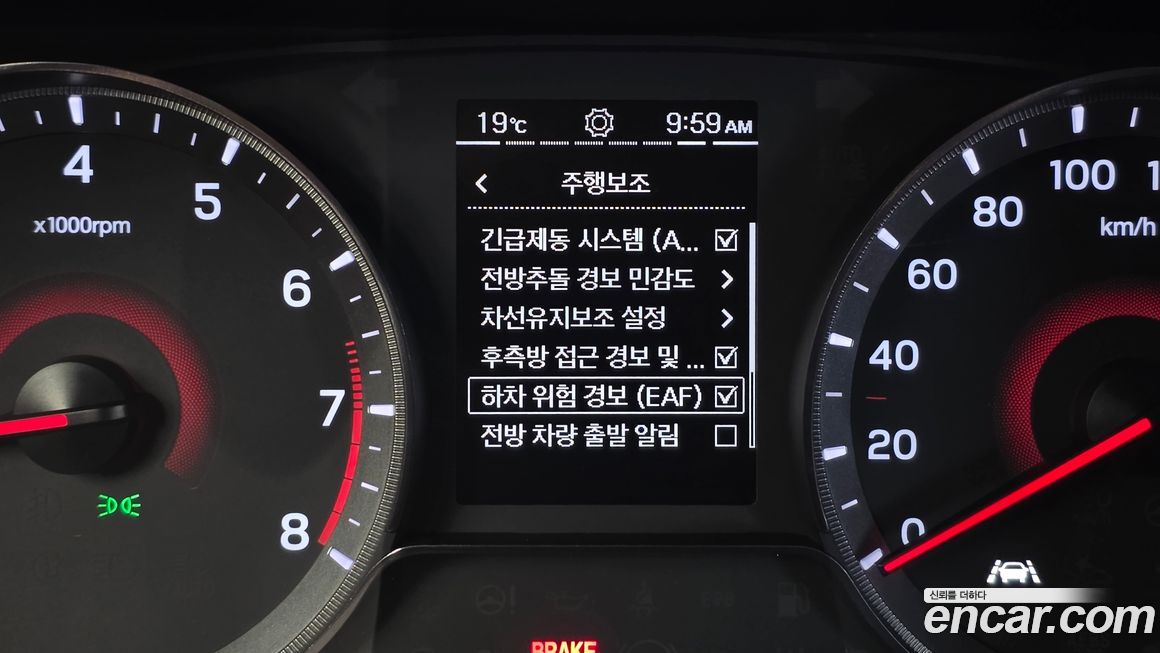 19℃ 9:59 AM
주행보조
긴급제동 시스템 (A...
전방추돌 경보 민감도
차선유지보조 설정
후측방 접근 경보 및 ...
하차 위험 경보 (EAF)
전방 차량 출발 알림
4
5
6
7
8
x1000rpm
100
80
60
40
20
0
km/h
BRAKE
신뢰를 더하다
encar.com